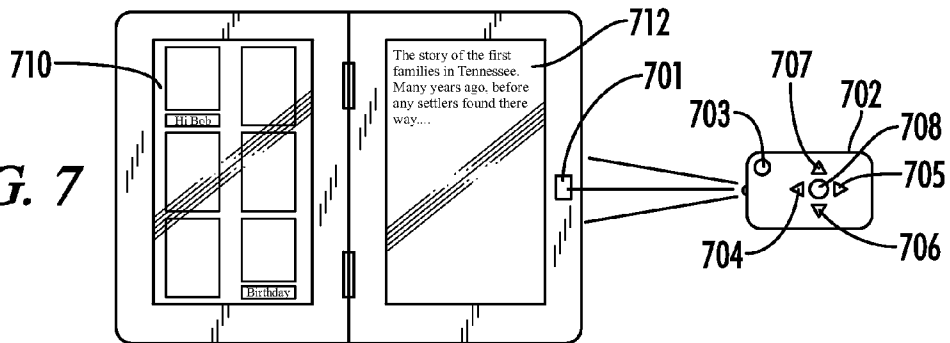 710
Hi Bob
Birthday
The story of the first
families in Tennessee.
Many years ago, before
any settlers found there
way....
712
701
707
702
703
708
705
704
706
G. 7